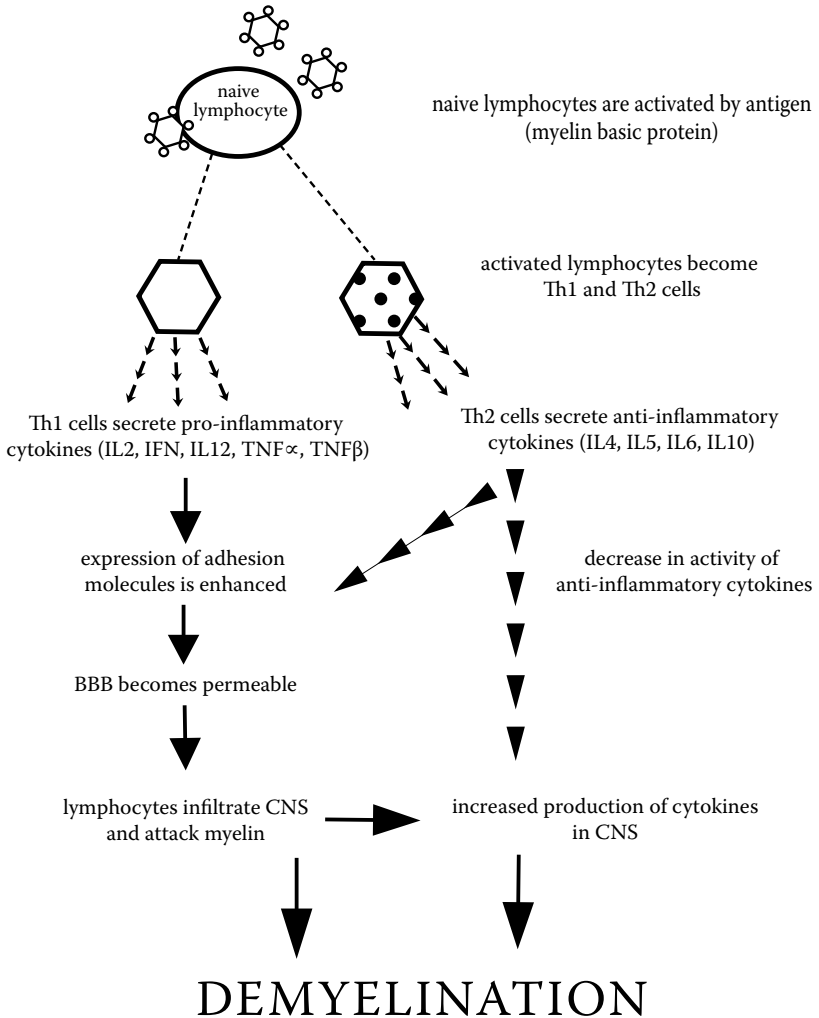 naive
lymphocyte
naive lymphocytes are activated by antigen
(myelin basic protein)
activated lymphocytes become
Th1 and Th2 cells
Th1 cells secrete pro-inflammatory
cytokines (IL2, IFN, IL12, TNF∝, TNFβ)
Th2 cells secrete anti-inflammatory
cytokines (IL4, IL5, IL6, IL10)
expression of adhesion
molecules is enhanced
decrease in activity of
anti-inflammatory cytokines
BBB becomes permeable
lymphocytes infiltrate CNS
and attack myelin
increased production of cytokines
in CNS
DEMYELINATION